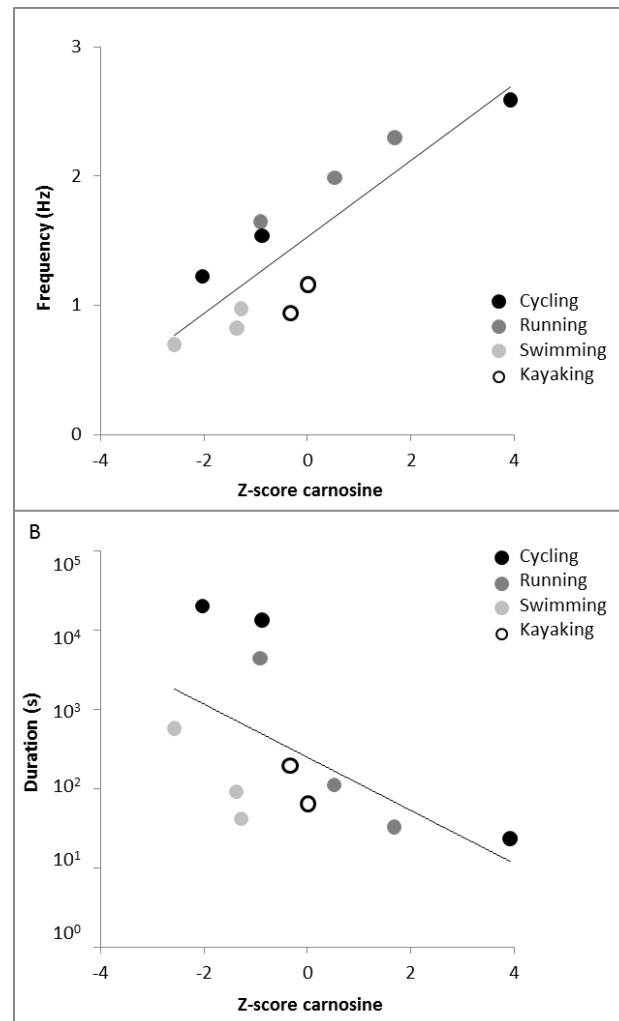 3
2
1
0
Frequency (Hz)
-4
-2
0
2
4
Z-score carnosine
Cycling
Running
Swimming
Kayaking
B
10⁵
10⁴
10³
10²
10¹
10⁰
Duration (s)
-4
-2
0
2
4
Z-score carnosine
Cycling
Running
Swimming
Kayaking